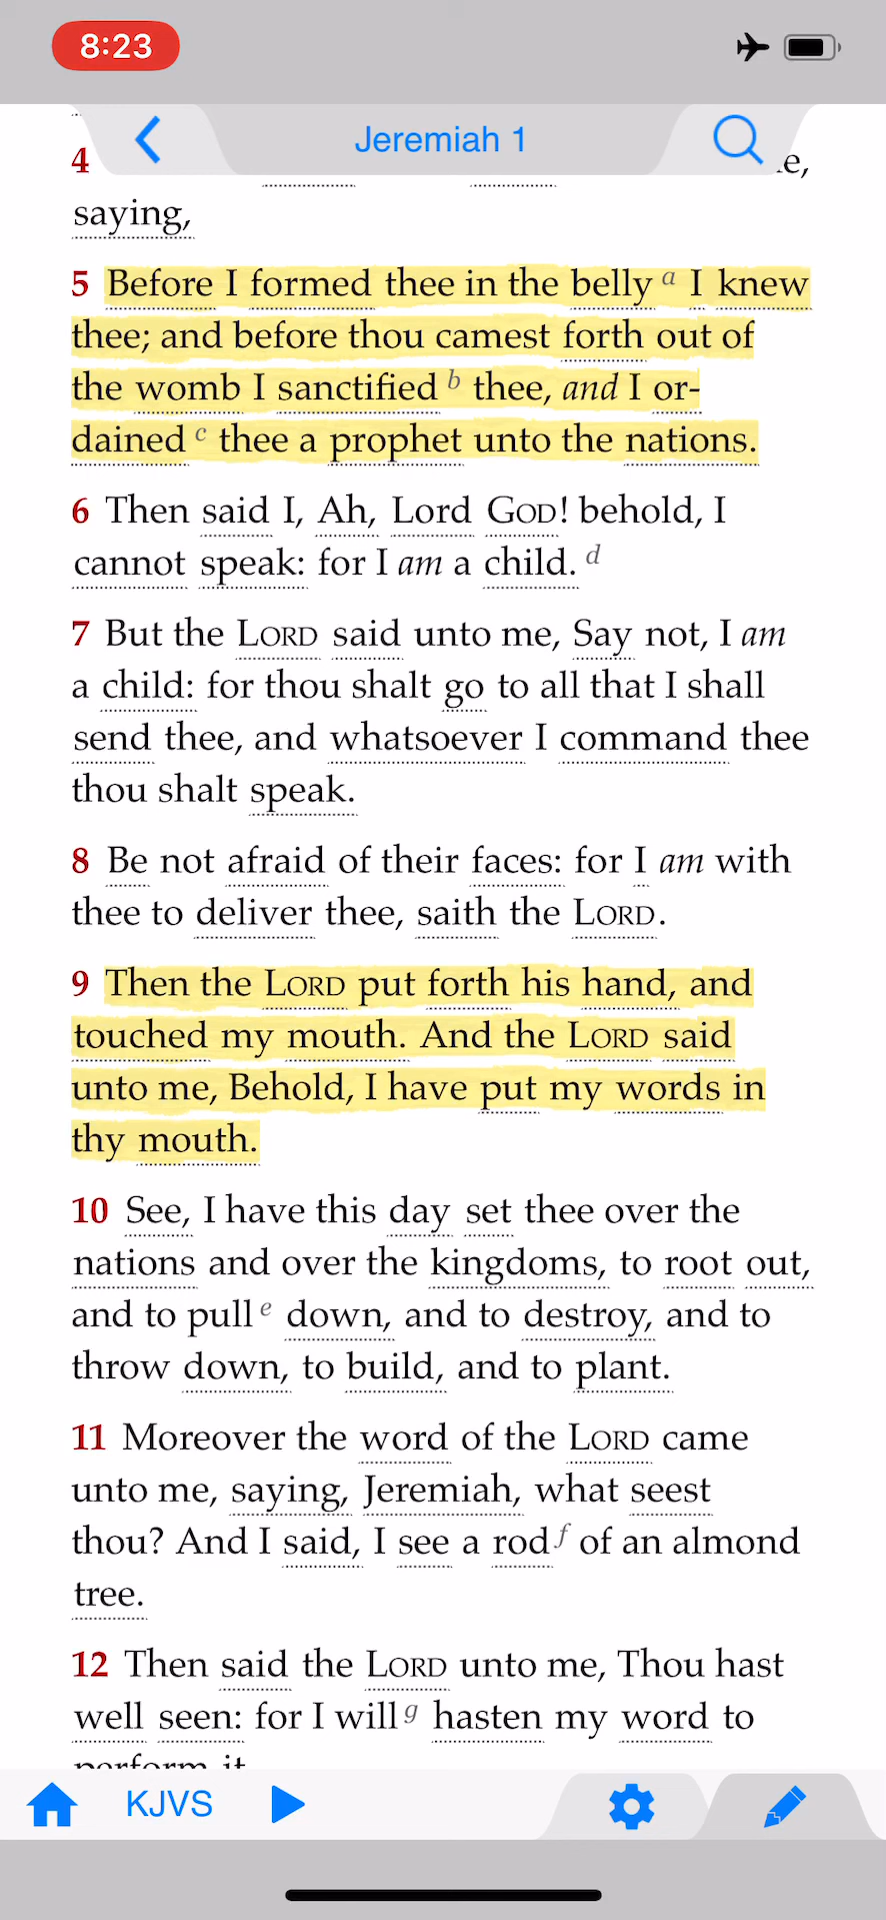 8:23
Jeremiah 1
4
e,
saying,
5 Before I formed thee in the belly a I knew
thee; and before thou camest forth out of
the womb I sanctified b thee, and I or-
dained c thee a prophet unto the nations.
6 Then said I, Ah, Lord GOD! behold, I
cannot speak: for I am a child. d
7 But the LORD said unto me, Say not, I am
a child: for thou shalt go to all that I shall
send thee, and whatsoever I command thee
thou shalt speak.
8 Be not afraid of their faces: for I am with
thee to deliver thee, saith the LORD.
9 Then the LORD put forth his hand, and
touched my mouth. And the LORD said
unto me, Behold, I have put my words in
thy mouth.
10 See, I have this day set thee over the
nations and over the kingdoms, to root out,
and to pull e down, and to destroy, and to
throw down, to build, and to plant.
11 Moreover the word of the LORD came
unto me, saying, Jeremiah, what seest
thou? And I said, I see a rod f of an almond
tree.
12 Then said the LORD unto me, Thou hast
well seen: for I will g hasten my word to
perform it
KJVS